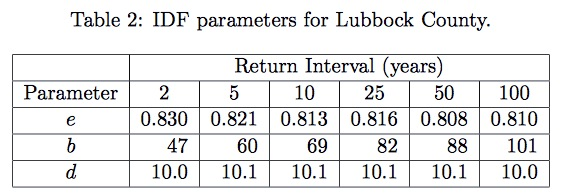 Table 2: IDF parameters for Lubbock County.
Return Interval (years)
Parameter 2 5 10 25 50 100
e 0.830 0.821 0.813 0.816 0.808 0.810
b 47 60 69 82 88 101
d 10.0 10.1 10.1 10.1 10.1 10.0